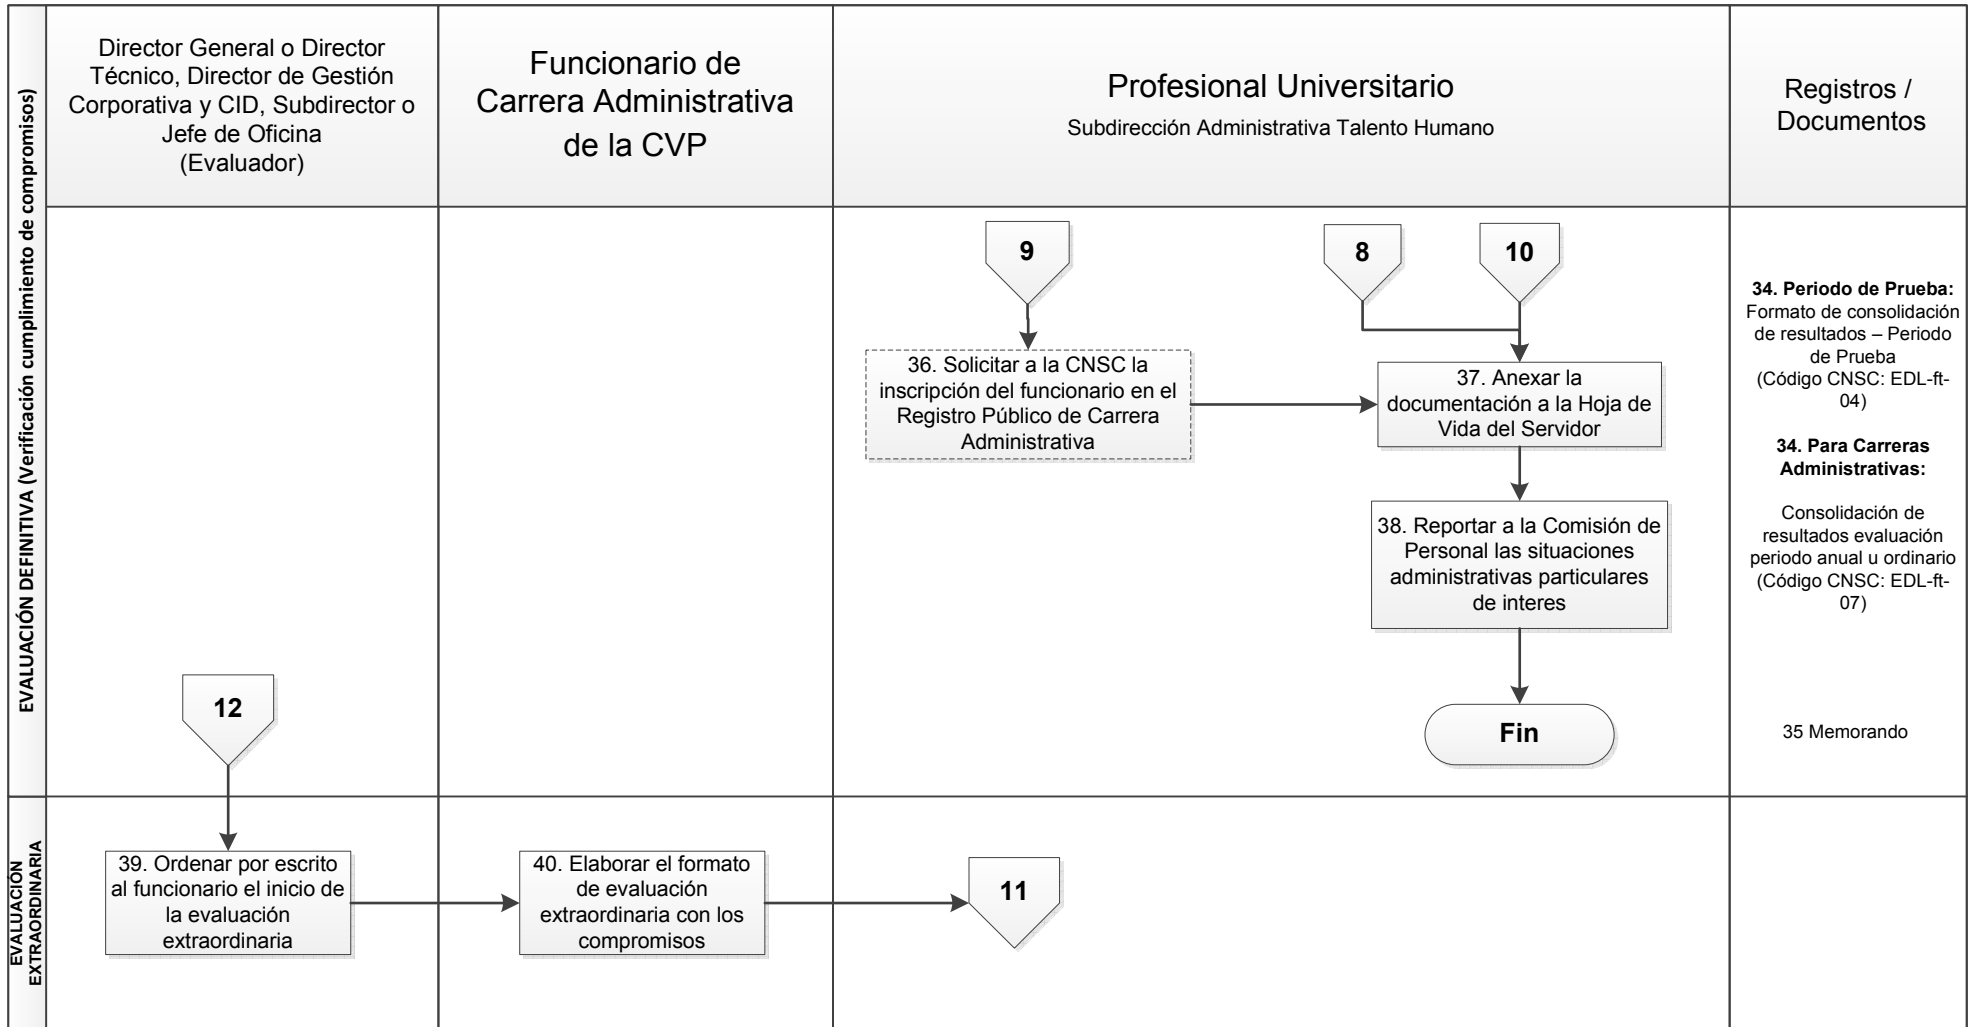 EVALUACIÓN DEFINITIVA (Verificación cumplimiento de compromisos)
Director General o Director
Técnico, Director de Gestión
Corporativa y CID, Subdirector o
Jefe de Oficina
(Evaluador)
Funcionario de
Carrera Administrativa
de la CVP
Profesional Universitario
Subdirección Administrativa Talento Humano
Registros /
Documentos
9
8
10
36. Solicitar a la CNSC la
inscripción del funcionario en el
Registro Público de Carrera
Administrativa
37. Anexar la
documentación a la Hoja de
Vida del Servidor
38. Reportar a la Comisión de
Personal las situaciones
administrativas particulares
de interes
Fin
12
34. Periodo de Prueba:
Formato de consolidación
de resultados – Periodo
de Prueba
(Código CNSC: EDL-ft-
04)
34. Para Carreras
Administrativas:
Consolidación de
resultados evaluación
periodo anual u ordinario
(Código CNSC: EDL-ft-
07)
35 Memorando
EVALUACIÓN
EXTRAORDINARIA
39. Ordenar por escrito
al funcionario el inicio de
la evaluación
extraordinaria
40. Elaborar el formato
de evaluación
extraordinaria con los
compromisos
11